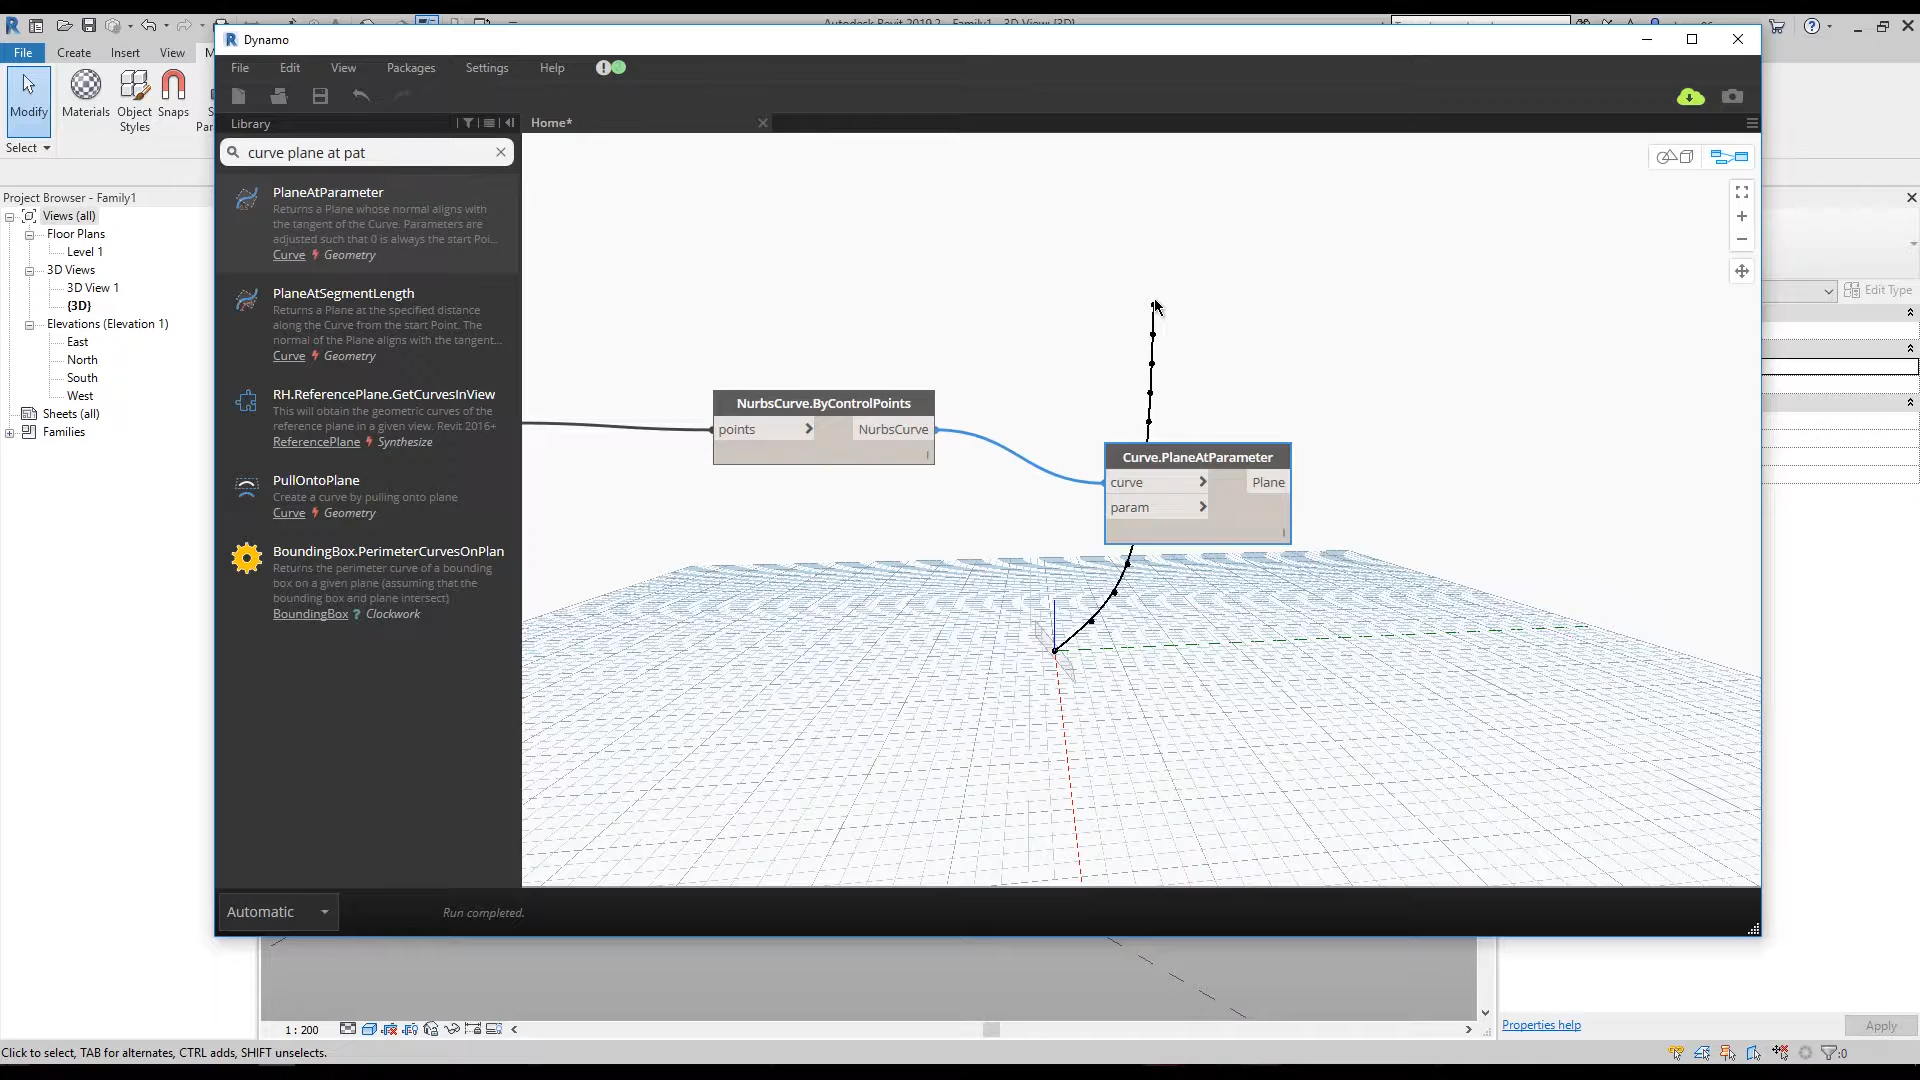 Autodesk Revit 2019.2 - Family1 - 3D View: {3D}
File
Create
Insert
View
Modify
Materials
Object Styles
Snaps
Select
Dynamo
File
Edit
View
Packages
Settings
Help
Library
Home*
curve plane at pat
PlaneAtParameter
Returns a Plane whose normal aligns with
the tangent of the Curve. Parameters are
adjusted such that 0 is always the start Poi...
Curve Geometry
PlaneAtSegmentLength
Returns a Plane at the specified distance
along the Curve from the start Point. The
normal of the Plane aligns with the tangent...
Curve Geometry
RH.ReferencePlane.GetCurvesInView
This will obtain the geometric curves of the
reference plane in a given view. Revit 2016+
ReferencePlane Synthesize
PullOntoPlane
Create a curve by pulling onto plane
Curve Geometry
BoundingBox.PerimeterCurvesOnPlan
Returns the perimeter curve of a bounding
box on a given plane (assuming that the
bounding box and plane intersect)
BoundingBox ? Clockwork
NurbsCurve.ByControlPoints
points > NurbsCurve
Curve.PlaneAtParameter
curve > Plane
param >
Automatic
Run completed.
Project Browser - Family1
Views (all)
Floor Plans
Level 1
3D Views
3D View 1
{3D}
Elevations (Elevation 1)
East
North
South
West
Sheets (all)
Families
Edit Type
Properties help
Apply
1 : 200
Click to select, TAB for alternates, CTRL adds, SHIFT unselects.
:0